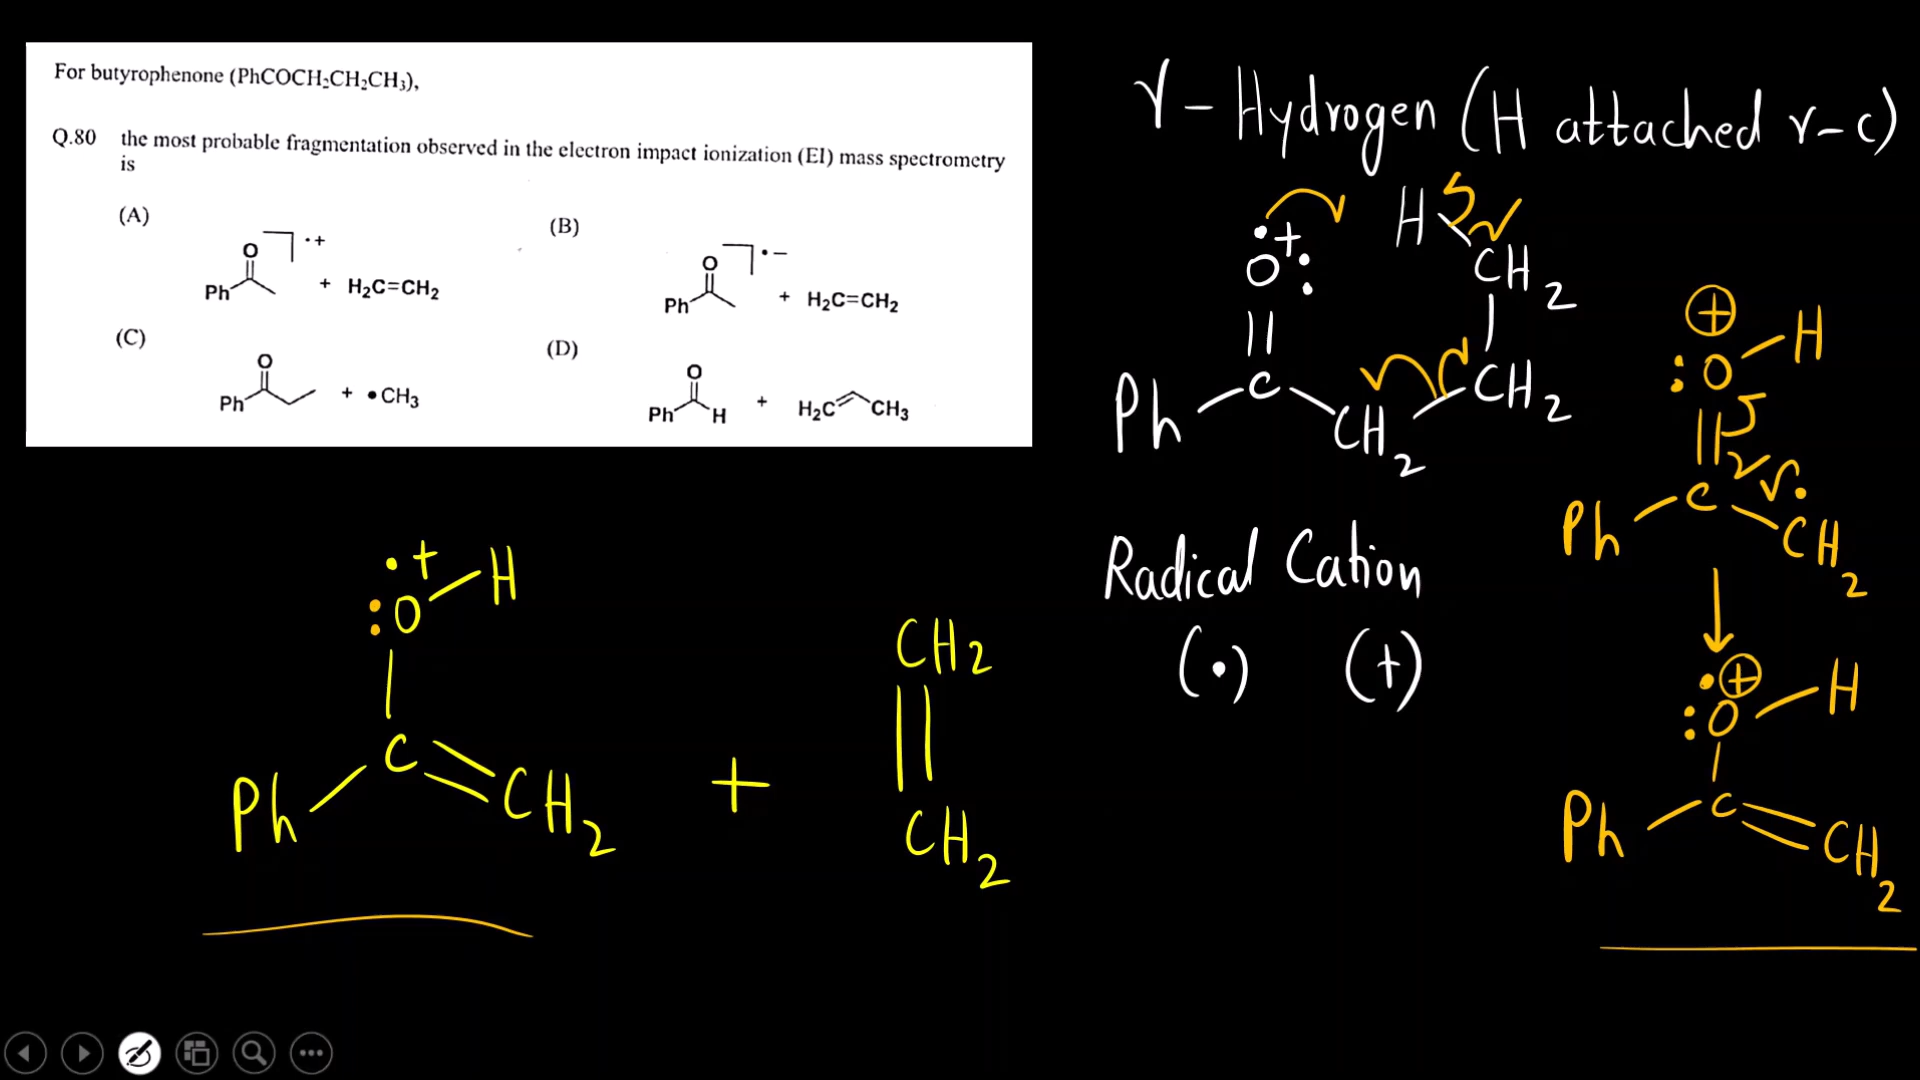 For butyrophenone (PhCOCH₂CH₂CH₃),
Q.80 the most probable fragmentation observed in the electron impact ionization (EI) mass spectrometry
is
(A)
O
•+
Ph
+ H₂C=CH₂
(B)
O
•−
Ph
+ H₂C=CH₂
(C)
O
Ph
+ •CH₃
(D)
O
Ph H
+
H₂C CH₃
γ - Hydrogen (H attached γ-c)
•+
O:
H
CH₂
Ph C CH₂ CH₂
Radical Cation
(•) (+)
+
:O H
Ph C •CH₂
•+
:O H
Ph C CH₂
•+
:O H
Ph C CH₂
+
CH₂
CH₂